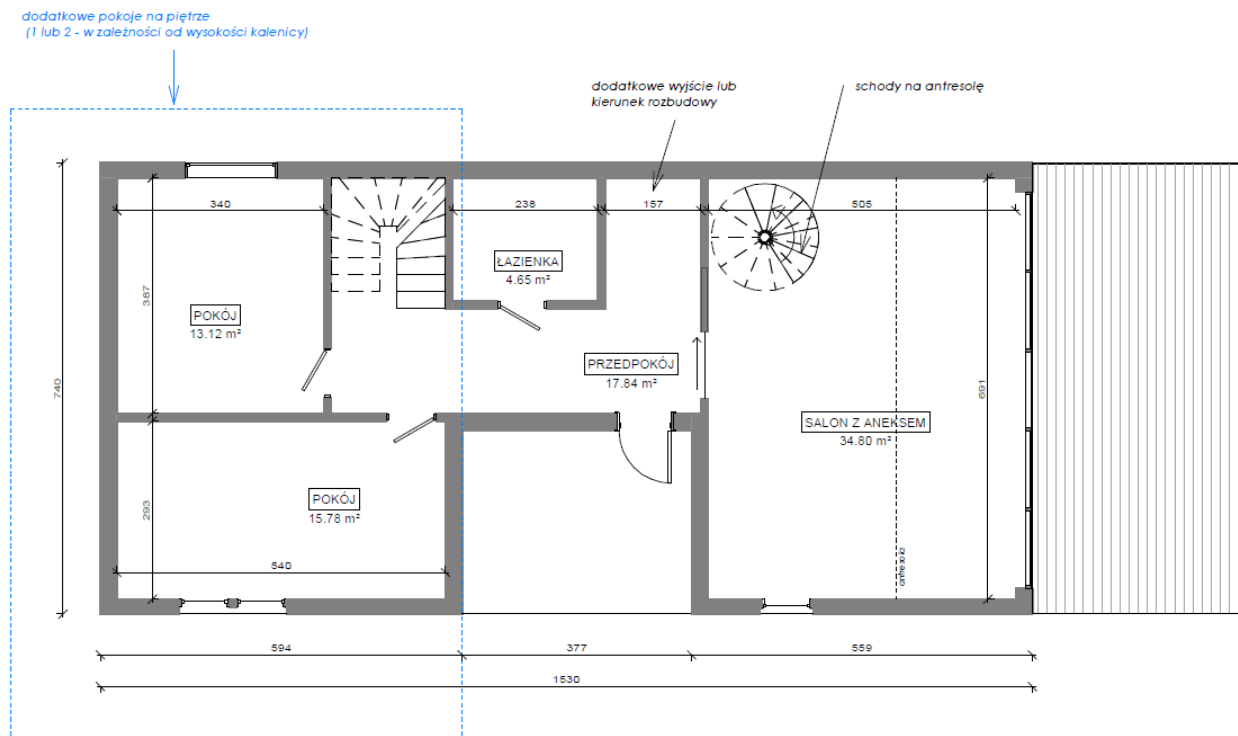 dodatkowe pokoje na piętrze
(1 lub 2 - w zależności od wysokości kalenicy)
dodatkowe wyjście lub
kierunek rozbudowy
schody na antresolę
340
238
157
505
387
740
691
293
ŁAZIENKA
4.65 m²
POKÓJ
13.12 m²
PRZEDPOKÓJ
17.84 m²
SALON Z ANEKSEM
34.80 m²
POKÓJ
15.78 m²
antresola
540
594
377
559
1530